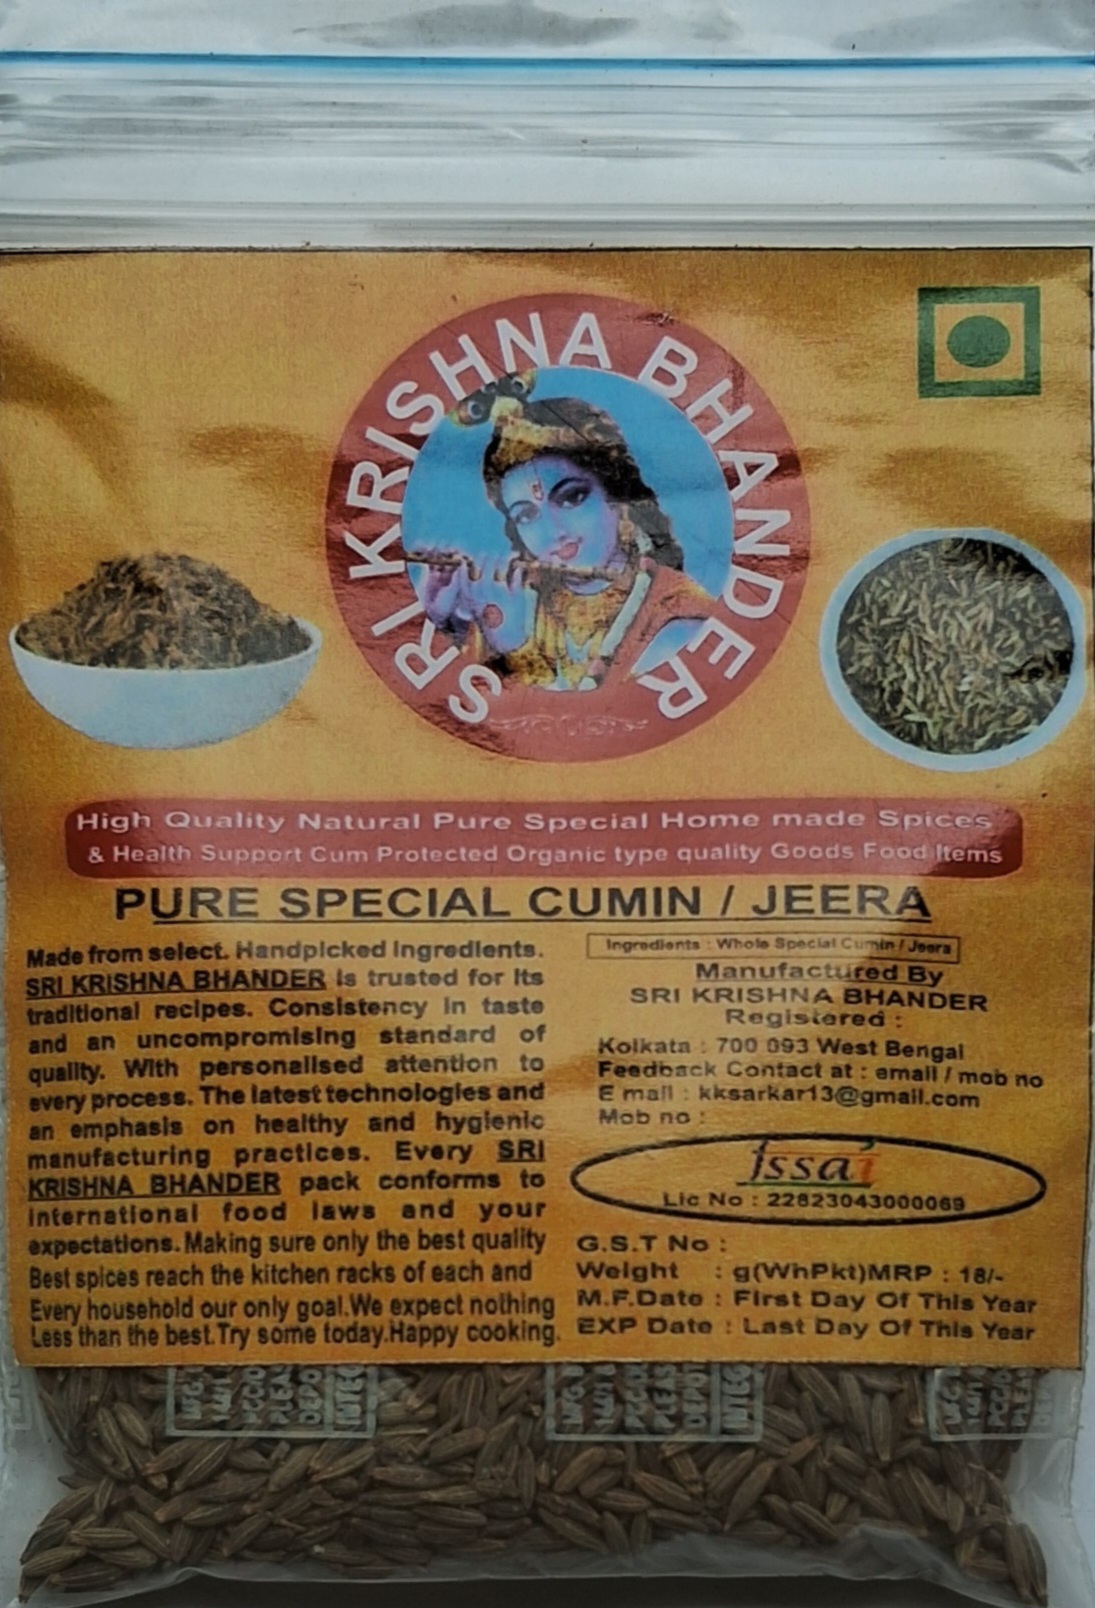 SRI KRISHNA BHANDER
High Quality Natural Pure Special Home made Spices
& Health Support Cum Protected Organic type quality Goods Food Items
PURE SPECIAL CUMIN / JEERA
Made from select. Handpicked Ingredients.
SRI KRISHNA BHANDER is trusted for its
traditional recipes. Consistency in taste
and an uncompromising standard of
quality. With personalised attention to
every process. The latest technologies and
an emphasis on healthy and hygienic
manufacturing practices. Every SRI
KRISHNA BHANDER pack conforms to
international food laws and your
expectations. Making sure only the best quality
Best spices reach the kitchen racks of each and
Every household our only goal.We expect nothing
Less than the best.Try some today.Happy cooking.
Ingredients : Whole Special Cumin / Jeera
Manufactured By
SRI KRISHNA BHANDER
Registered :
Kolkata : 700 093 West Bengal
Feedback Contact at : email / mob no
E mail : kksarkar13@gmail.com
Mob no :
fssai
Lic No : 22823043000069
G.S.T No :
Weight : g(WhPkt)MRP : 18/-
M.F.Date : First Day Of This Year
EXP Date : Last Day Of This Year